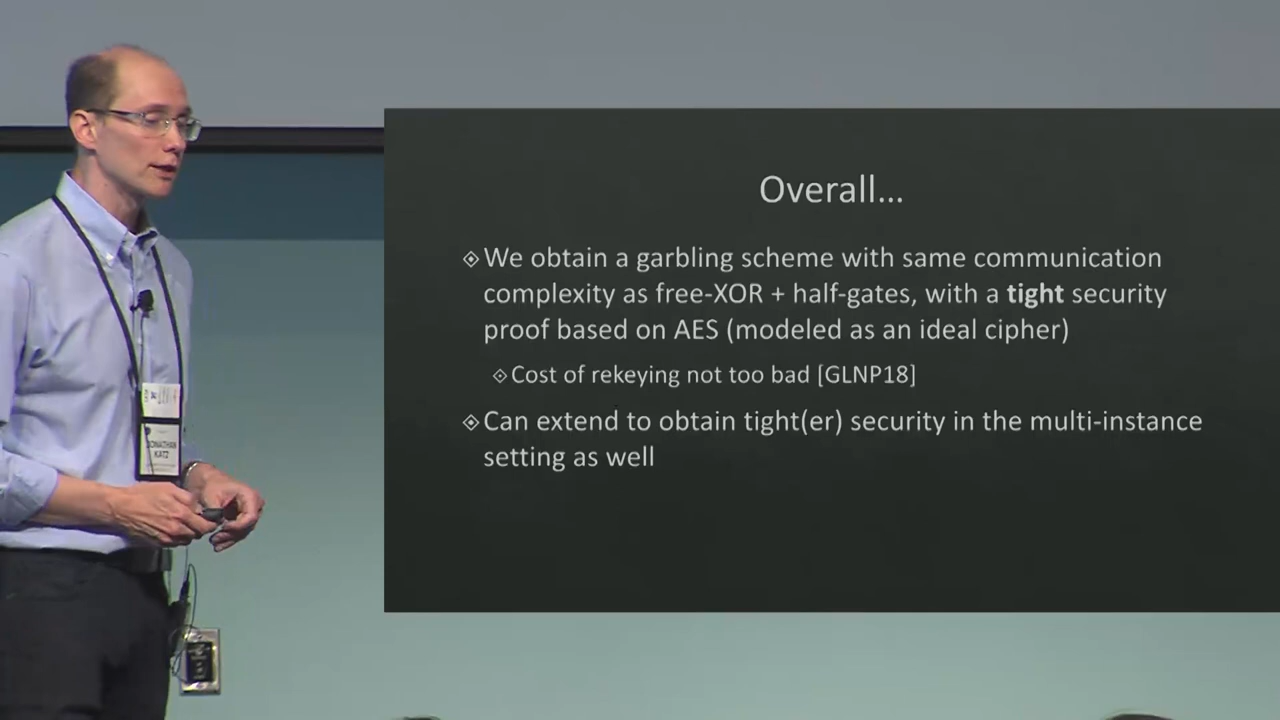 Overall...
We obtain a garbling scheme with same communication
complexity as free-XOR + half-gates, with a tight security
proof based on AES (modeled as an ideal cipher)
Cost of rekeying not too bad [GLNP18]
Can extend to obtain tight(er) security in the multi-instance
setting as well
JONATHAN
KATZ